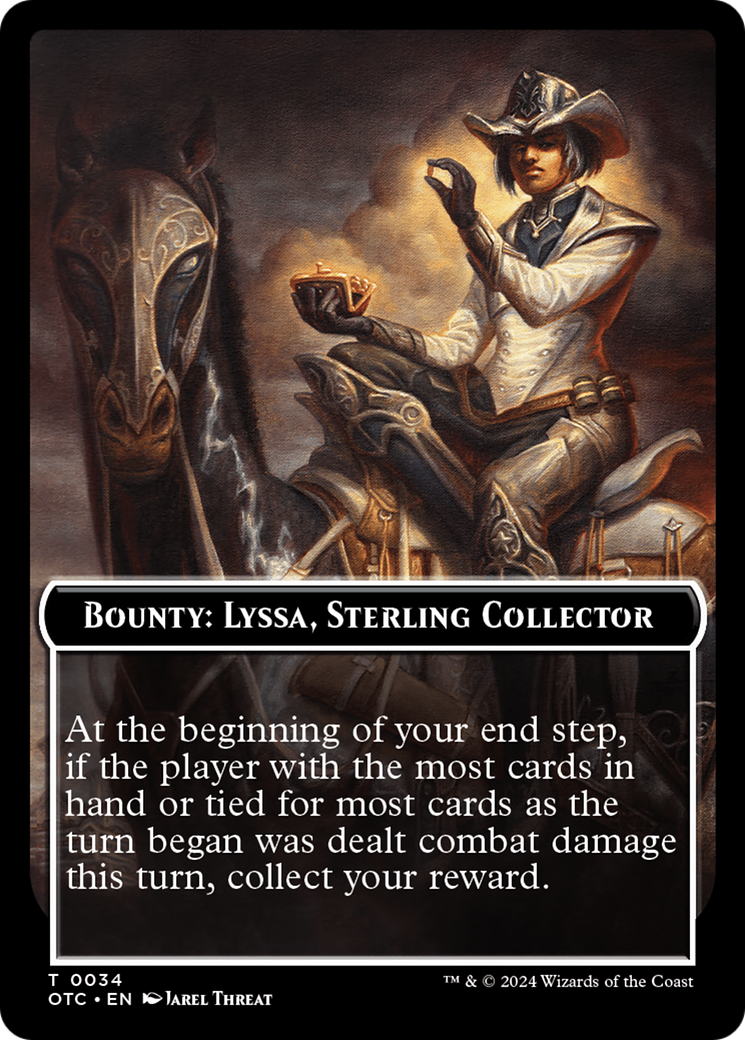 Bounty: Lyssa, Sterling Collector
At the beginning of your end step,
if the player with the most cards in
hand or tied for most cards as the
turn began was dealt combat damage
this turn, collect your reward.
T 0034
OTC • EN Jarel Threat
™ & © 2024 Wizards of the Coast